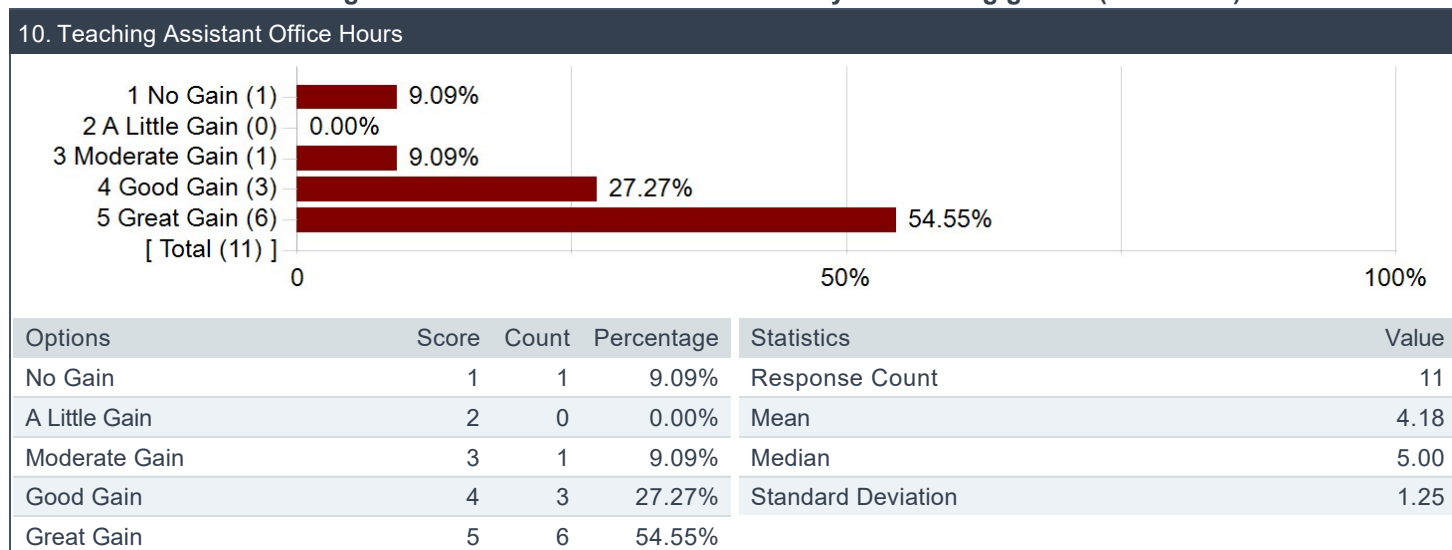 10. Teaching Assistant Office Hours
1 No Gain (1) 9.09%
2 A Little Gain (0) 0.00%
3 Moderate Gain (1) 9.09%
4 Good Gain (3) 27.27%
5 Great Gain (6) 54.55%
[ Total (11) ]
0 50% 100%
Options Score Count Percentage Statistics Value
No Gain 1 1 9.09% Response Count 11
A Little Gain 2 0 0.00% Mean 4.18
Moderate Gain 3 1 9.09% Median 5.00
Good Gain 4 3 27.27% Standard Deviation 1.25
Great Gain 5 6 54.55%